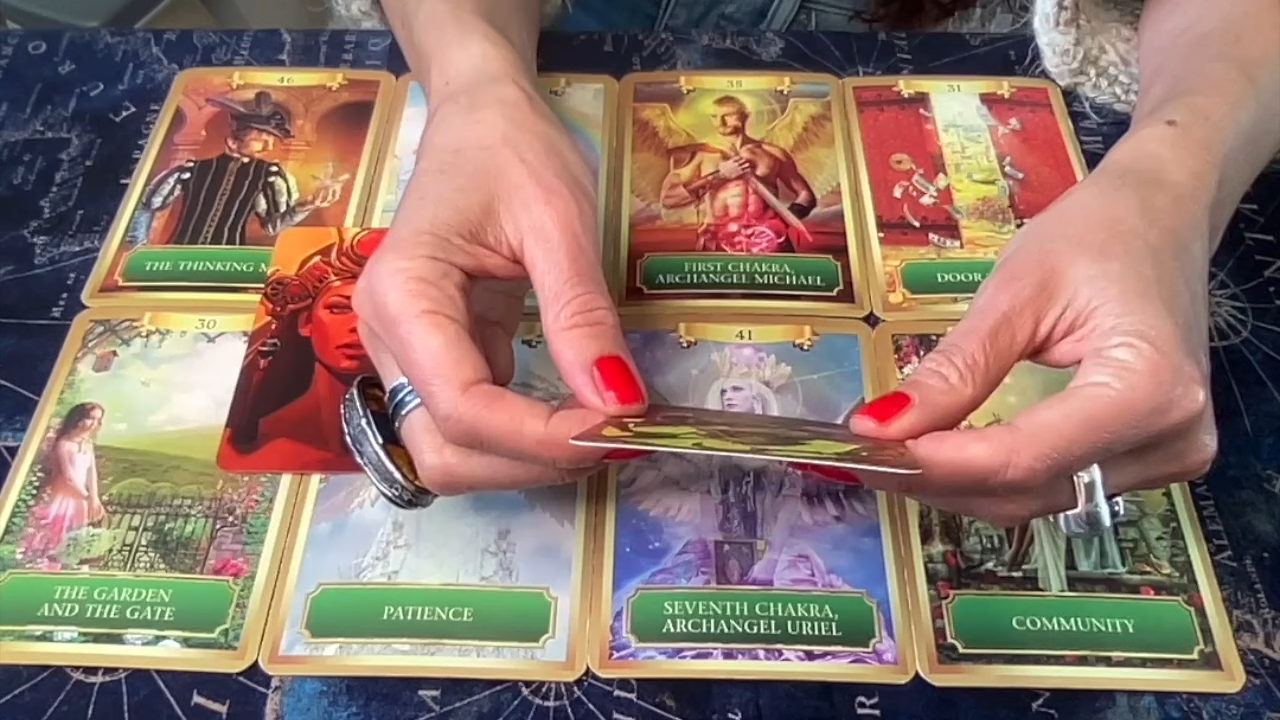 46
THE THINKING M
35
FIRST CHAKRA,
ARCHANGEL MICHAEL
31
DOOR
30
THE GARDEN
AND THE GATE
PATIENCE
41
SEVENTH CHAKRA,
ARCHANGEL URIEL
COMMUNITY